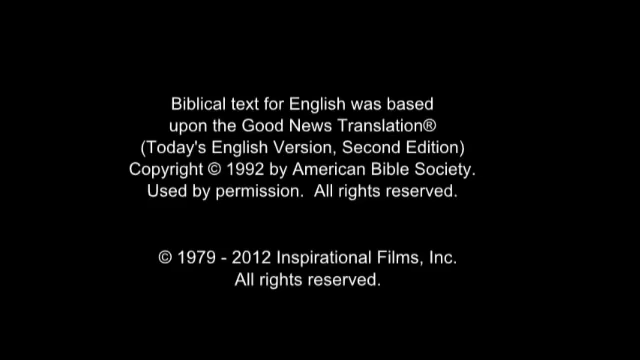 Biblical text for English was based
upon the Good News Translation®
(Today's English Version, Second Edition)
Copyright © 1992 by American Bible Society.
Used by permission.  All rights reserved.
© 1979 - 2012 Inspirational Films, Inc.
All rights reserved.